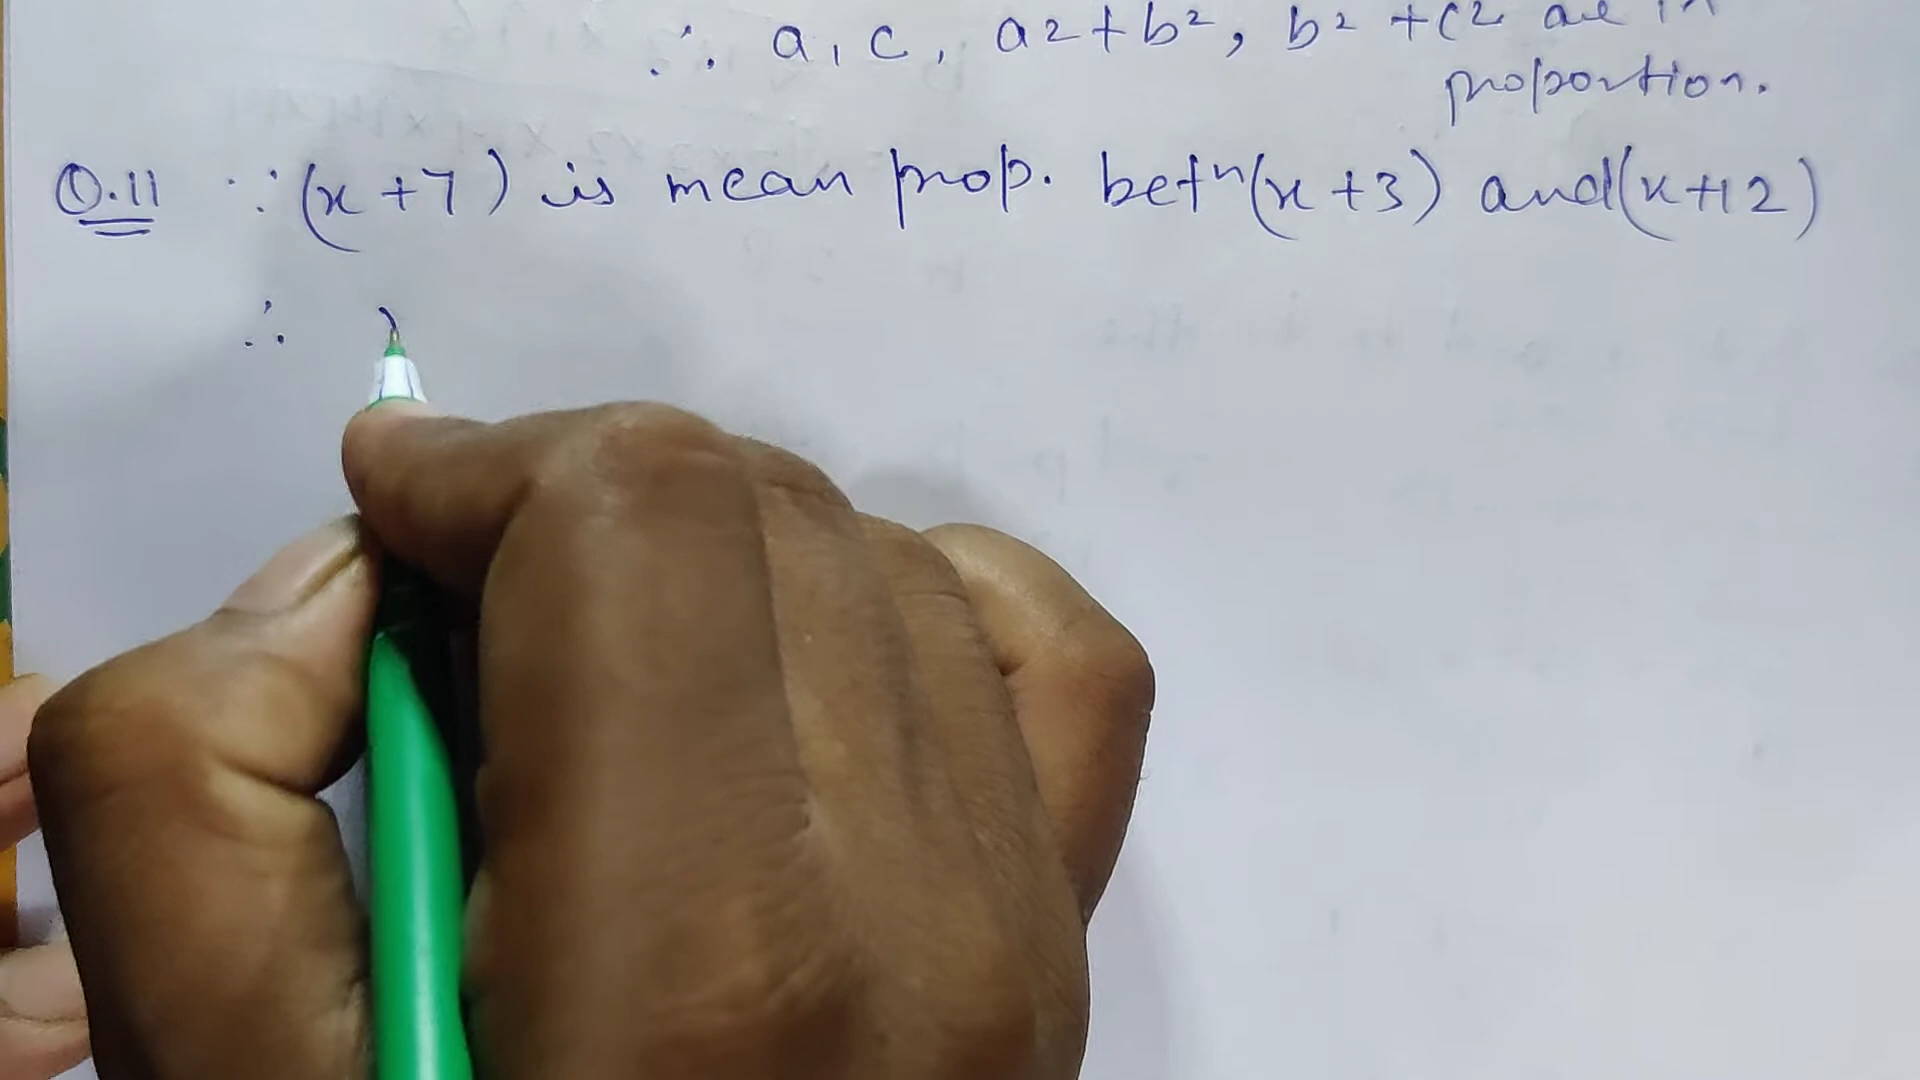 ∴ a, c, a2+b², b² +c2 are in
proportion.
Q.11 ∵ (x+7) is mean prop. betⁿ (x+3) and (x+12)
∴